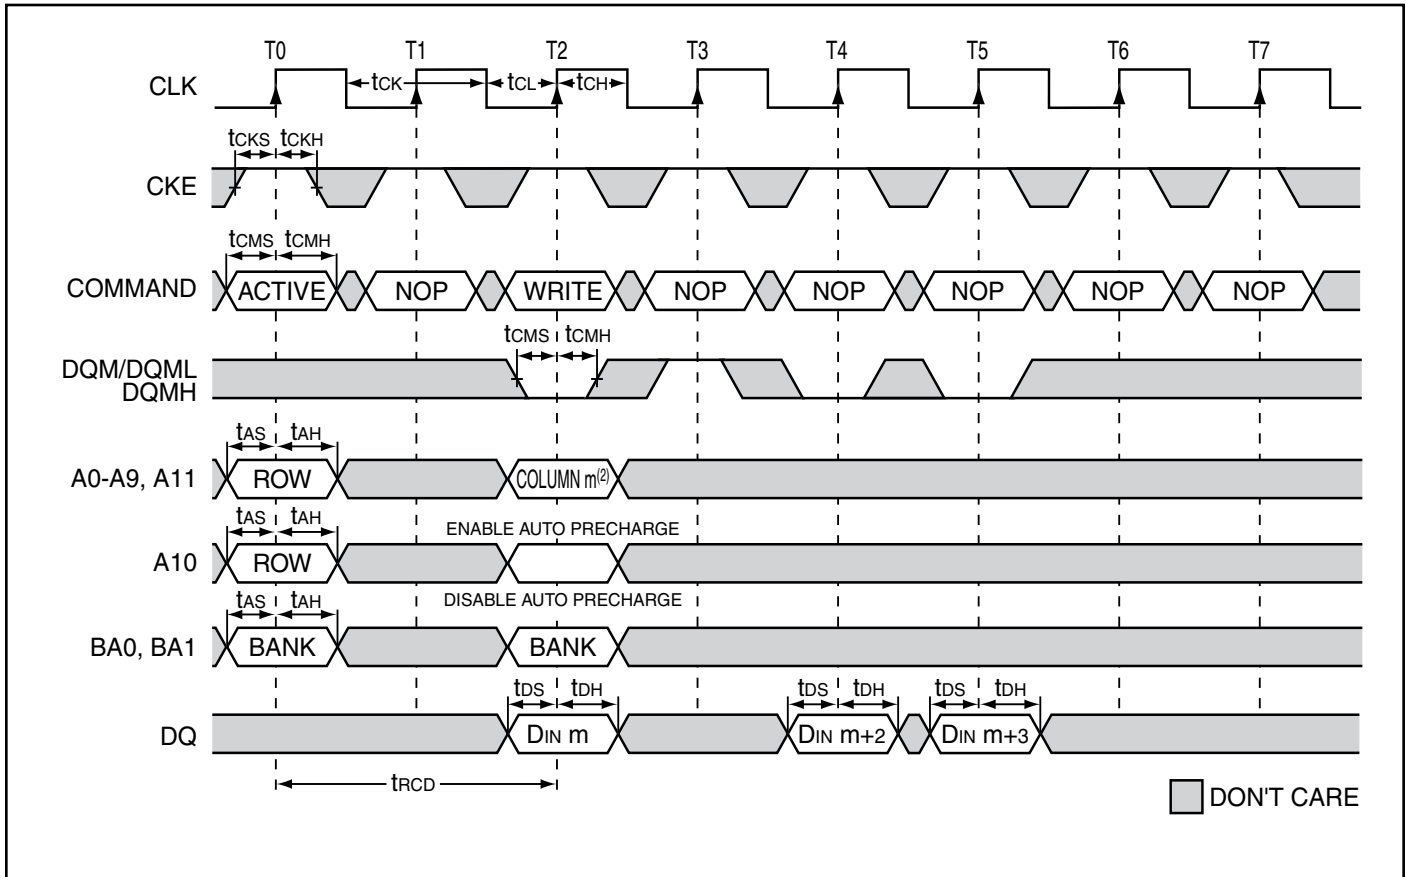 T0 T1 T2 T3 T4 T5 T6 T7
CLK tCK tCL tCH
tCKS tCKH
CKE
tCMS tCMH
COMMAND ACTIVE NOP WRITE NOP NOP NOP NOP NOP
tCMS tCMH
DQM/DQML
DQMH
tAS tAH
A0-A9, A11 ROW COLUMN m(2)
tAS tAH ENABLE AUTO PRECHARGE
A10 ROW
tAS tAH DISABLE AUTO PRECHARGE
BA0, BA1 BANK BANK
tDS tDH tDS tDH tDS tDH
DQ DIN m DIN m+2 DIN m+3
tRCD
DON'T CARE